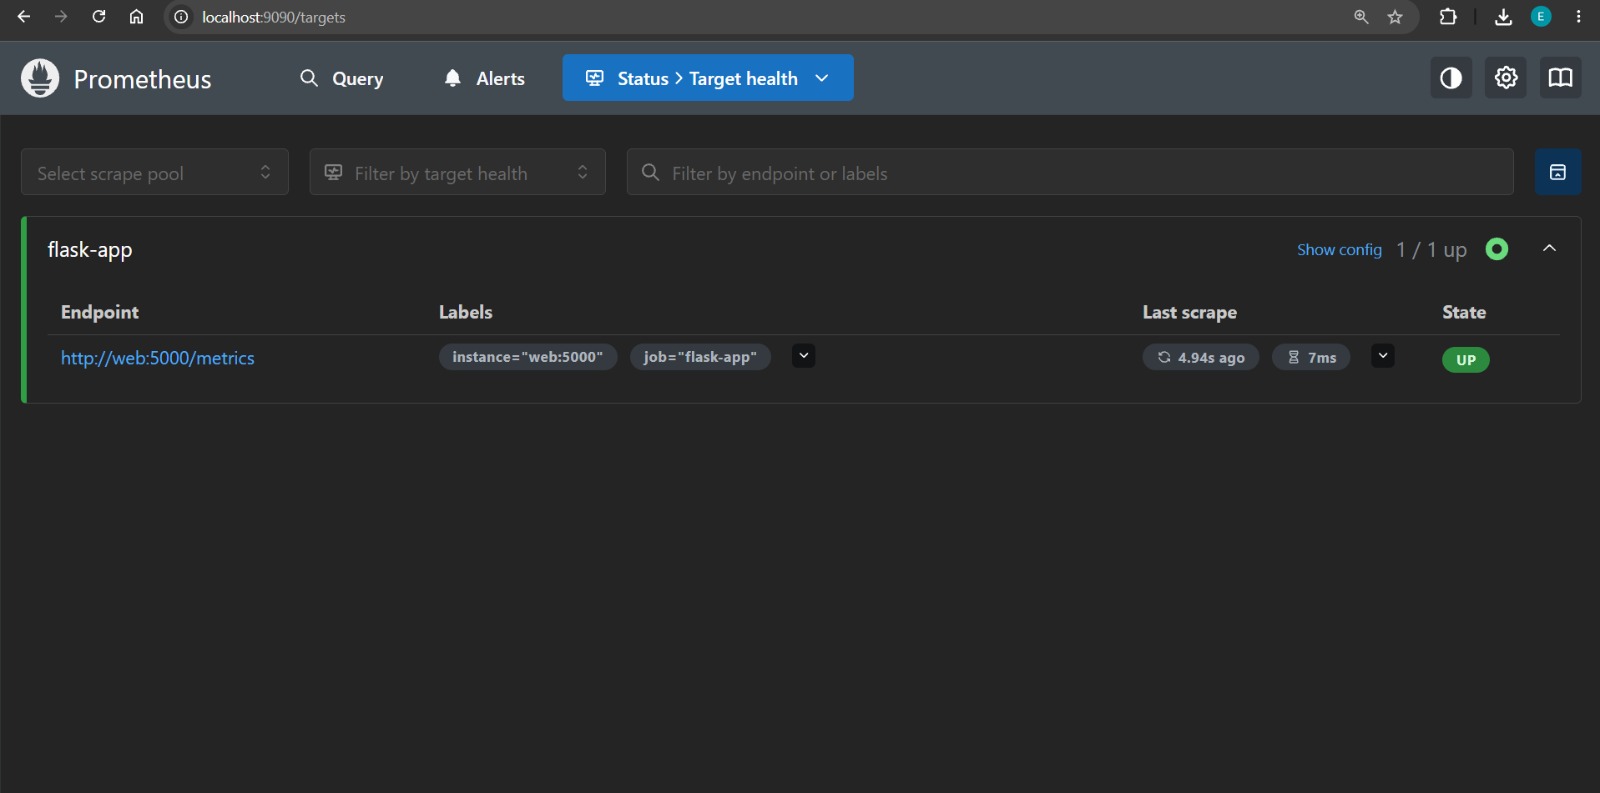 localhost:9090/targets
E
Prometheus
Query
Alerts
Status > Target health
Select scrape pool
Filter by target health
Filter by endpoint or labels
flask-app
Show config
1 / 1 up
Endpoint Labels Last scrape State
http://web:5000/metrics instance="web:5000" job="flask-app" 4.94s ago 7ms UP